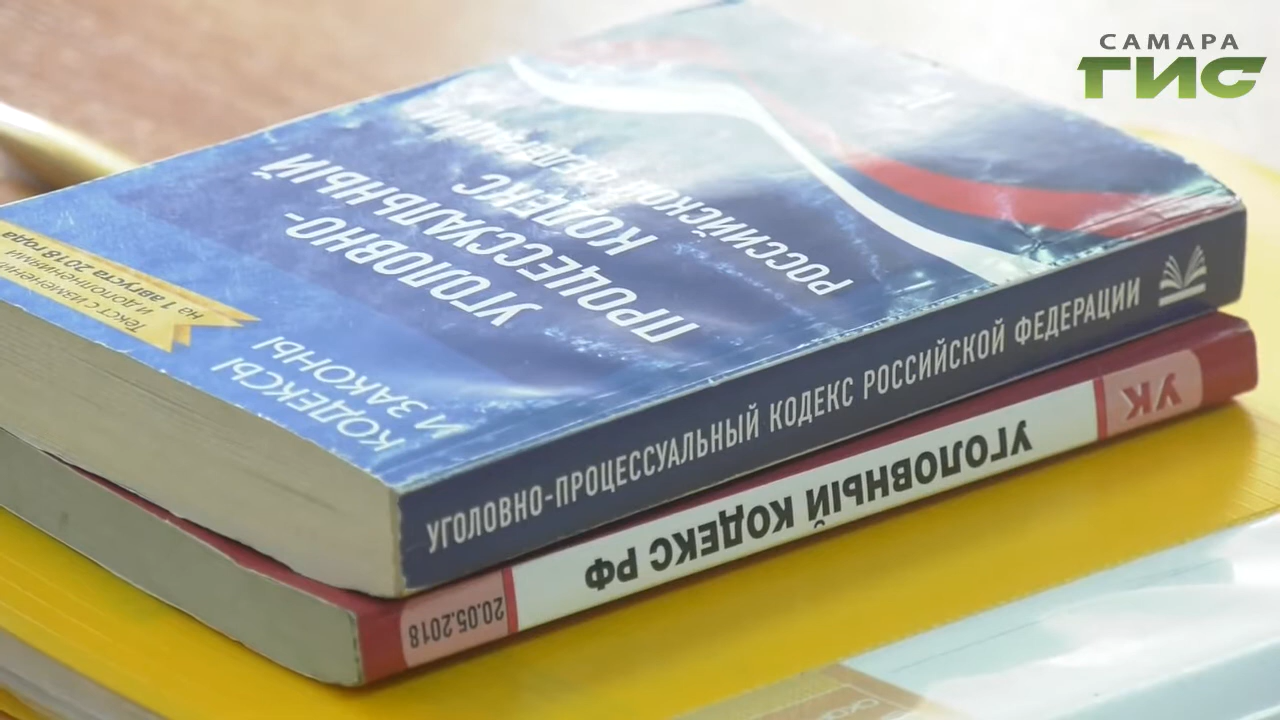 САМАРА
ГИС
УГОЛОВНО-
ПРОЦЕССУАЛЬНЫЙ
КОДЕКС
РОССИЙСКОЙ ФЕДЕРАЦИИ
Текст с изменениями
и дополнениями
на 1 августа 2018 года
КОДЕКСЫ
И ЗАКОНЫ
УГОЛОВНО-ПРОЦЕССУАЛЬНЫЙ КОДЕКС РОССИЙСКОЙ ФЕДЕРАЦИИ
УК
УГОЛОВНЫЙ КОДЕКС РФ
20.05.2018